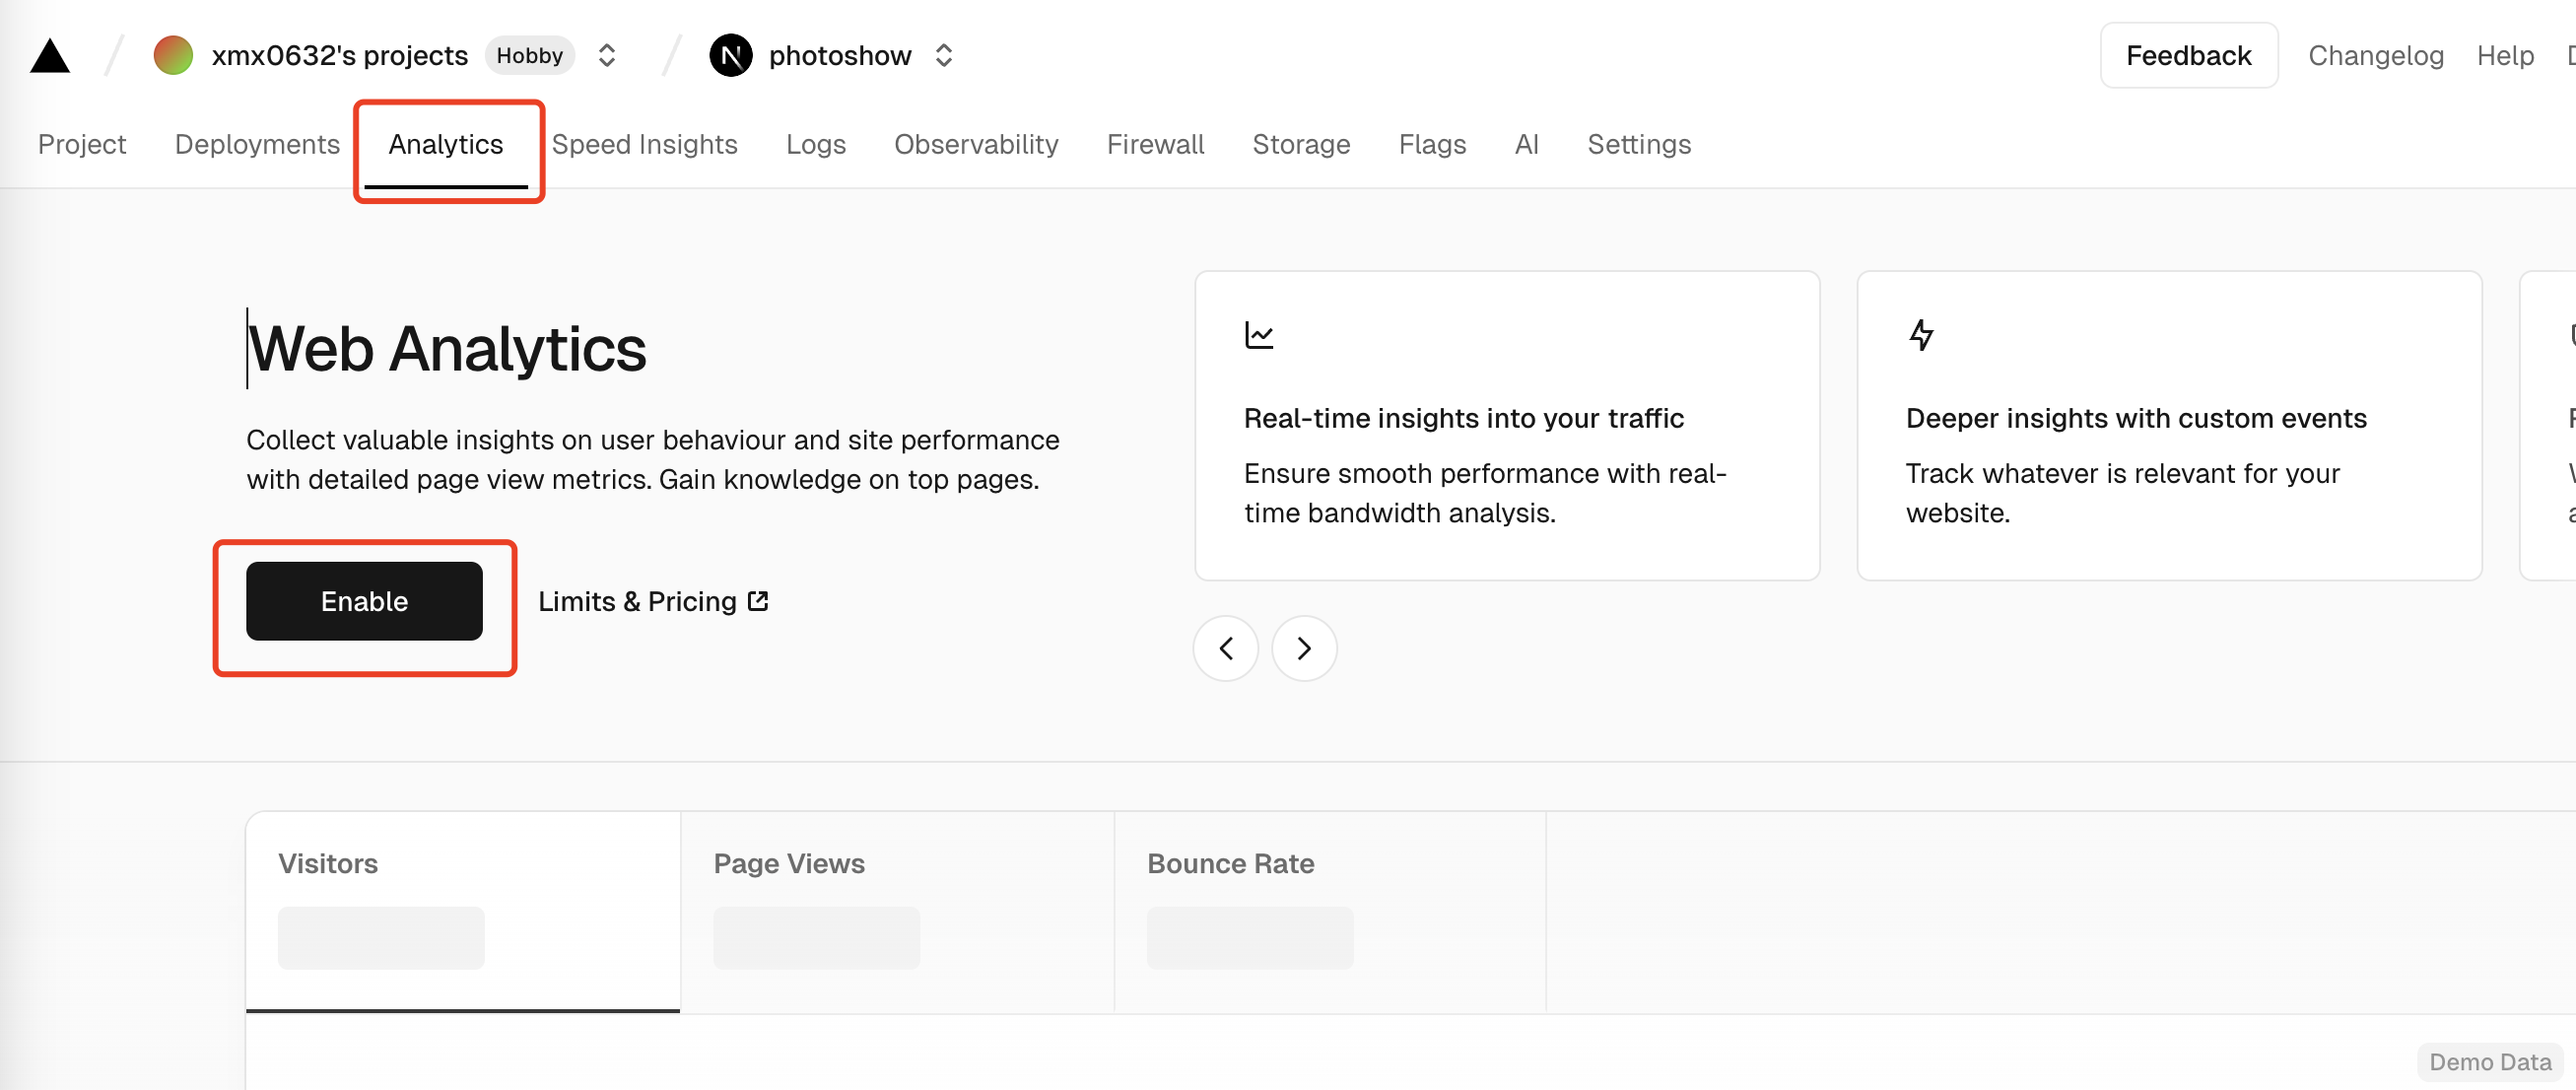 xmx0632's projects Hobby photoshow Feedback Changelog Help
Project Deployments Analytics Speed Insights Logs Observability Firewall Storage Flags AI Settings
Web Analytics
Collect valuable insights on user behaviour and site performance
with detailed page view metrics. Gain knowledge on top pages.
Enable Limits & Pricing
Real-time insights into your traffic
Ensure smooth performance with real-
time bandwidth analysis.
Deeper insights with custom events
Track whatever is relevant for your
website.
Visitors Page Views Bounce Rate
Demo Data